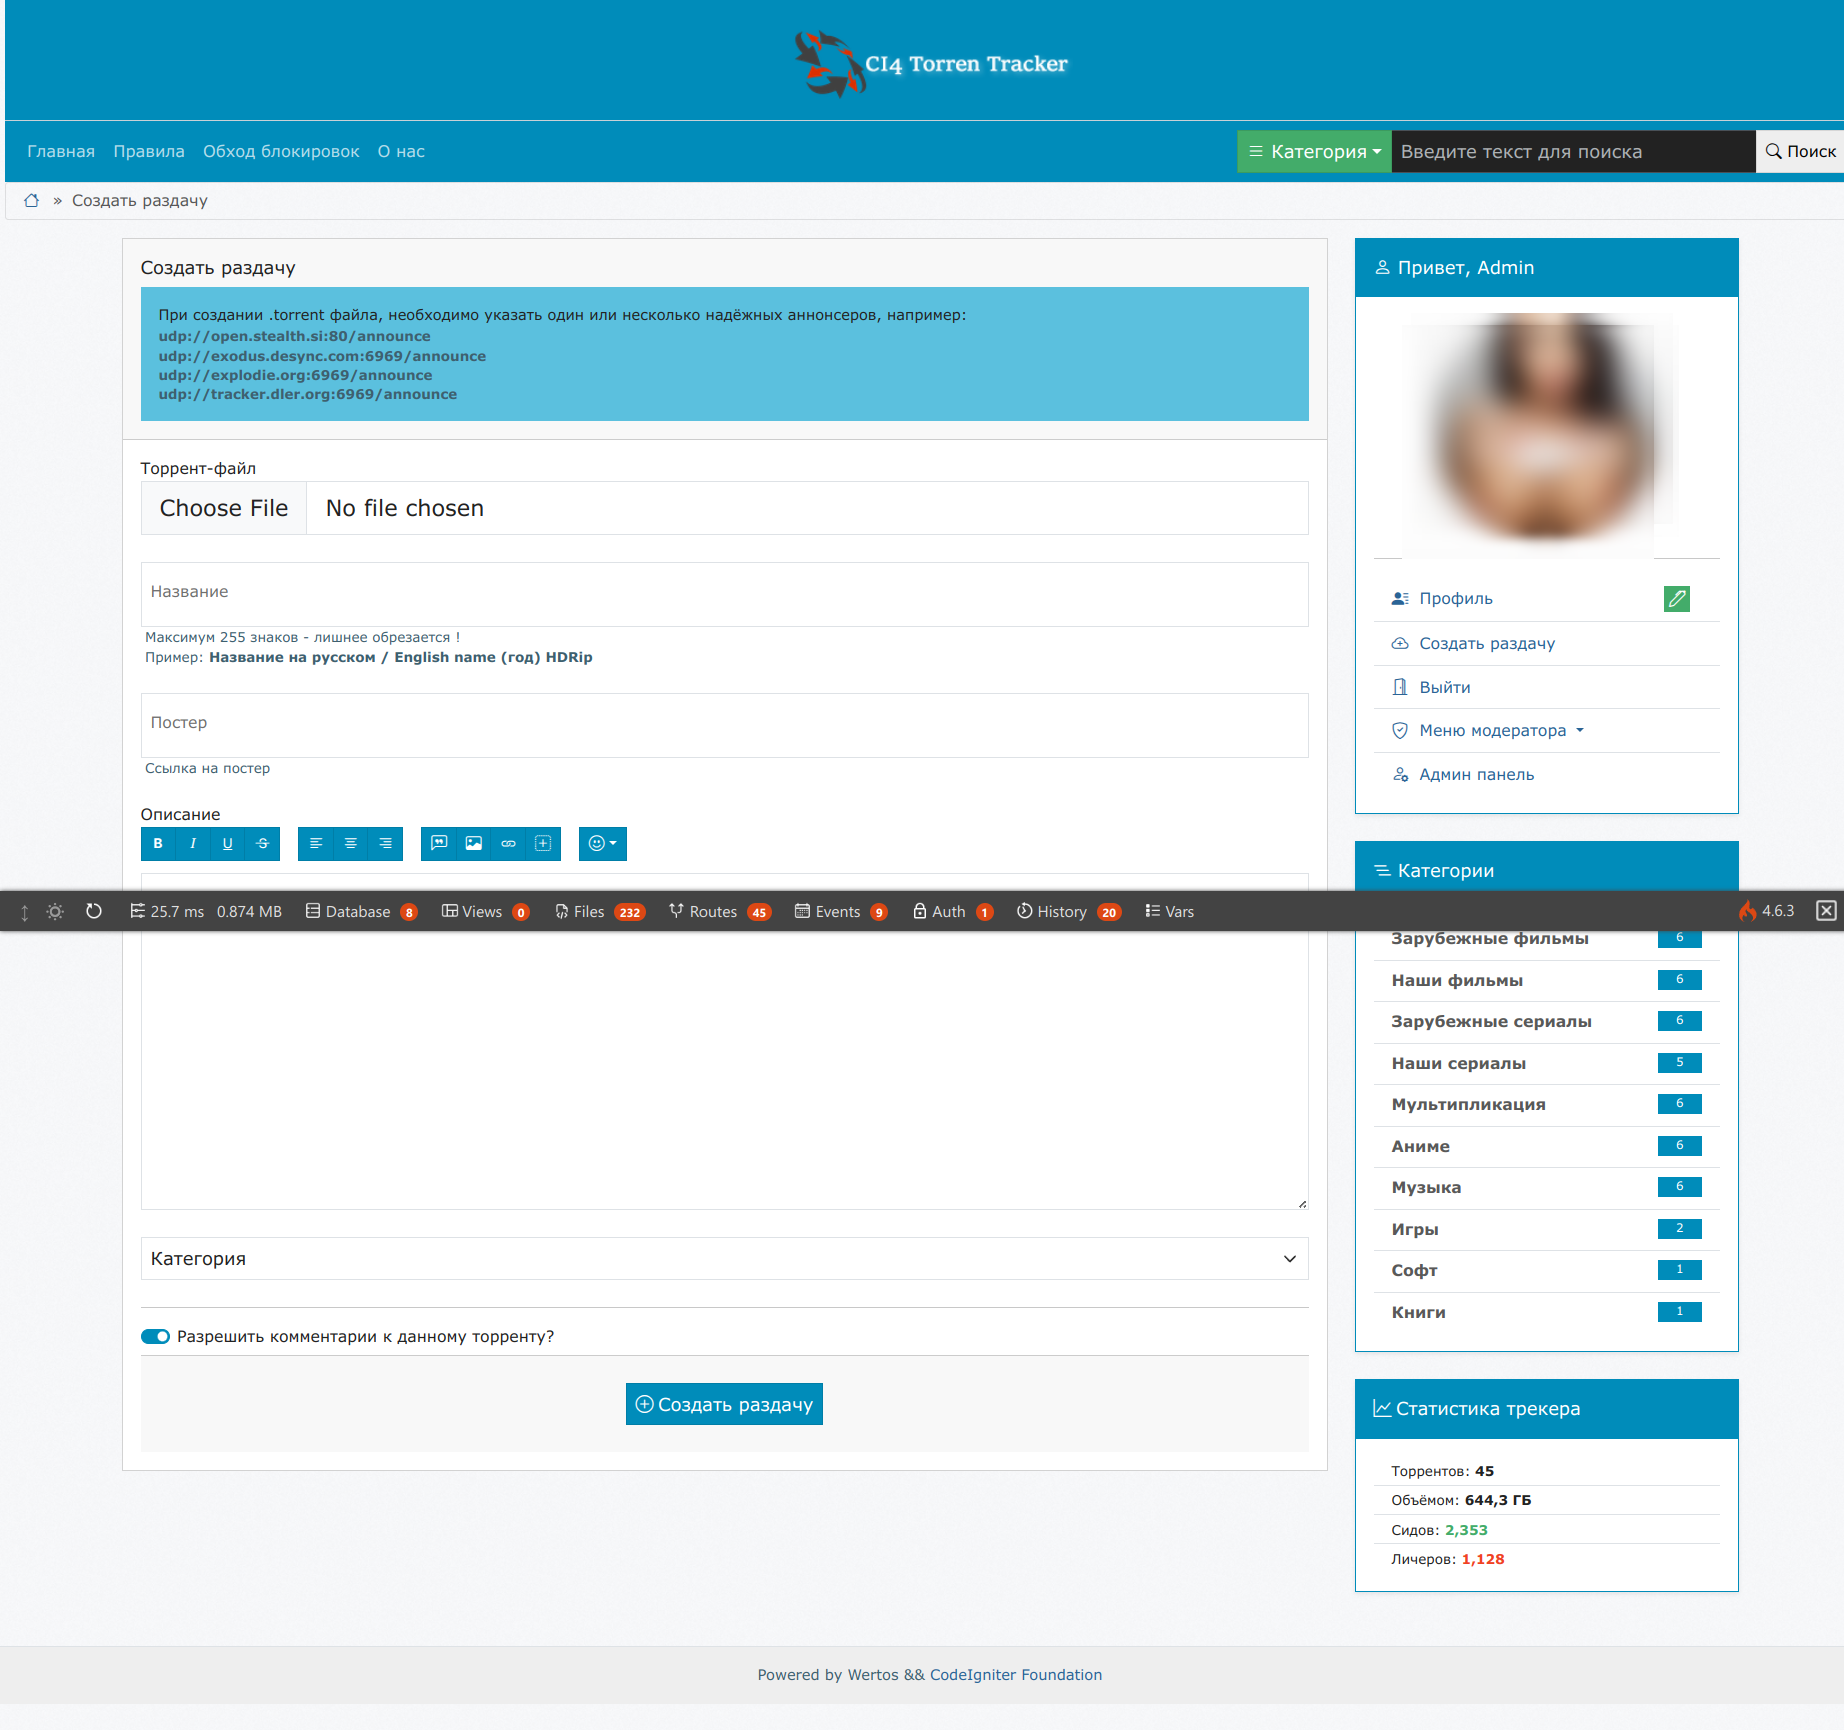 CI4 Torren Tracker
Главная Правила Обход блокировок О нас
Категория Введите текст для поиска Поиск
» Создать раздачу
Создать раздачу
При создании .torrent файла, необходимо указать один или несколько надёжных аннонсеров, например:
udp://open.stealth.si:80/announce
udp://exodus.desync.com:6969/announce
udp://explodie.org:6969/announce
udp://tracker.dler.org:6969/announce
Торрент-файл
Choose File No file chosen
Название
Максимум 255 знаков - лишнее обрезается !
Пример: Название на русском / English name (год) HDRip
Постер
Ссылка на постер
Описание
B I U S
Категория
Разрешить комментарии к данному торренту?
Создать раздачу
Привет, Admin
Профиль
Создать раздачу
Выйти
Меню модератора
Админ панель
Категории
25.7 ms 0.874 MB Database 8 Views 0 Files 232 Routes 45 Events 9 Auth 1 History 20 Vars 4.6.3
Зарубежные фильмы 6
Наши фильмы 6
Зарубежные сериалы 6
Наши сериалы 5
Мультипликация 6
Аниме 6
Музыка 6
Игры 2
Софт 1
Книги 1
Статистика трекера
Торрентов: 45
Объёмом: 644,3 ГБ
Сидов: 2,353
Личеров: 1,128
Powered by Wertos && CodeIgniter Foundation